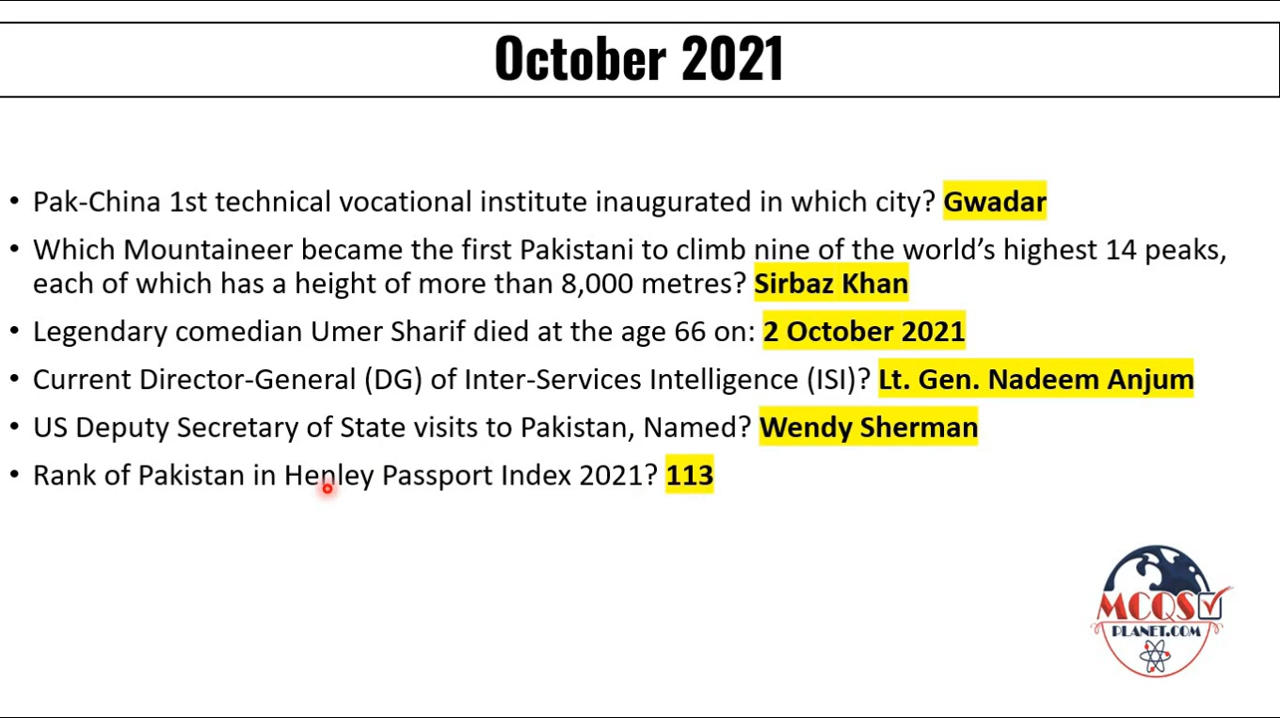 October 2021
• Pak-China 1st technical vocational institute inaugurated in which city? Gwadar
• Which Mountaineer became the first Pakistani to climb nine of the world’s highest 14 peaks,
each of which has a height of more than 8,000 metres? Sirbaz Khan
• Legendary comedian Umer Sharif died at the age 66 on: 2 October 2021
• Current Director-General (DG) of Inter-Services Intelligence (ISI)? Lt. Gen. Nadeem Anjum
• US Deputy Secretary of State visits to Pakistan, Named? Wendy Sherman
• Rank of Pakistan in Henley Passport Index 2021? 113
MCQS
PLANET.COM